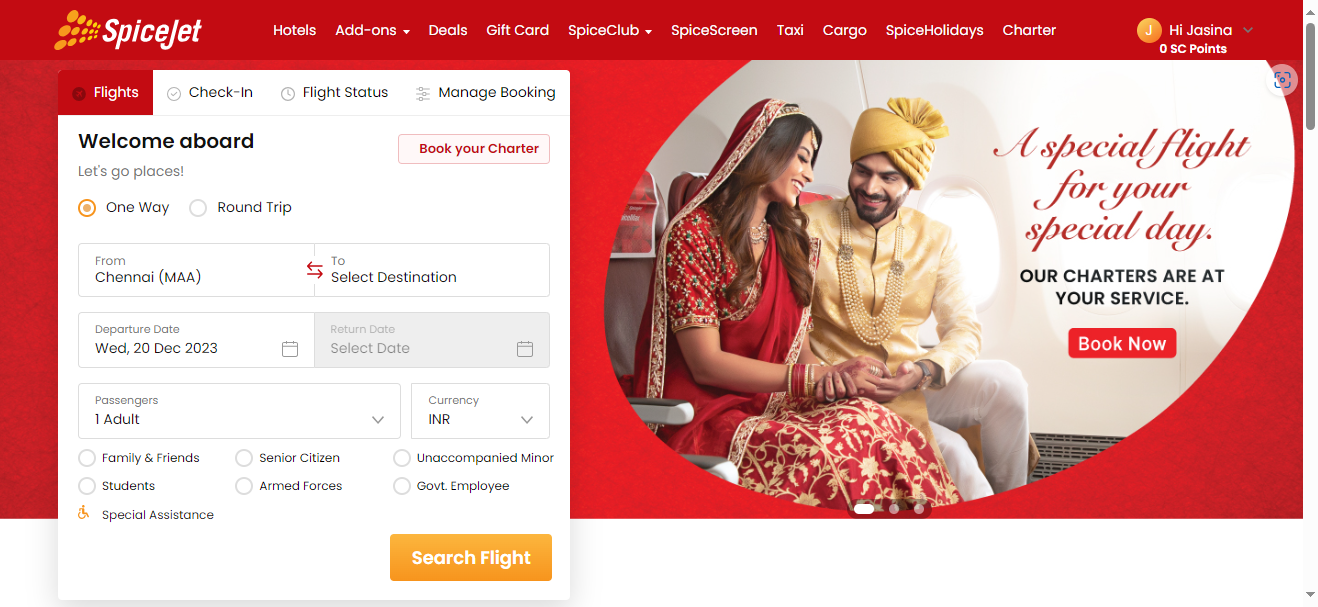 SpiceJet
Hotels Add-ons Deals Gift Card SpiceClub SpiceScreen Taxi Cargo SpiceHolidays Charter
J Hi Jasina
0 SC Points
Flights Check-In Flight Status Manage Booking
Welcome aboard
Book your Charter
Let's go places!
One Way Round Trip
From To
Chennai (MAA) Select Destination
Departure Date Return Date
Wed, 20 Dec 2023 Select Date
Passengers Currency
1 Adult INR
Family & Friends Senior Citizen Unaccompanied Minor
Students Armed Forces Govt. Employee
Special Assistance
Search Flight
A special flight
for your
special day.
OUR CHARTERS ARE AT
YOUR SERVICE.
Book Now